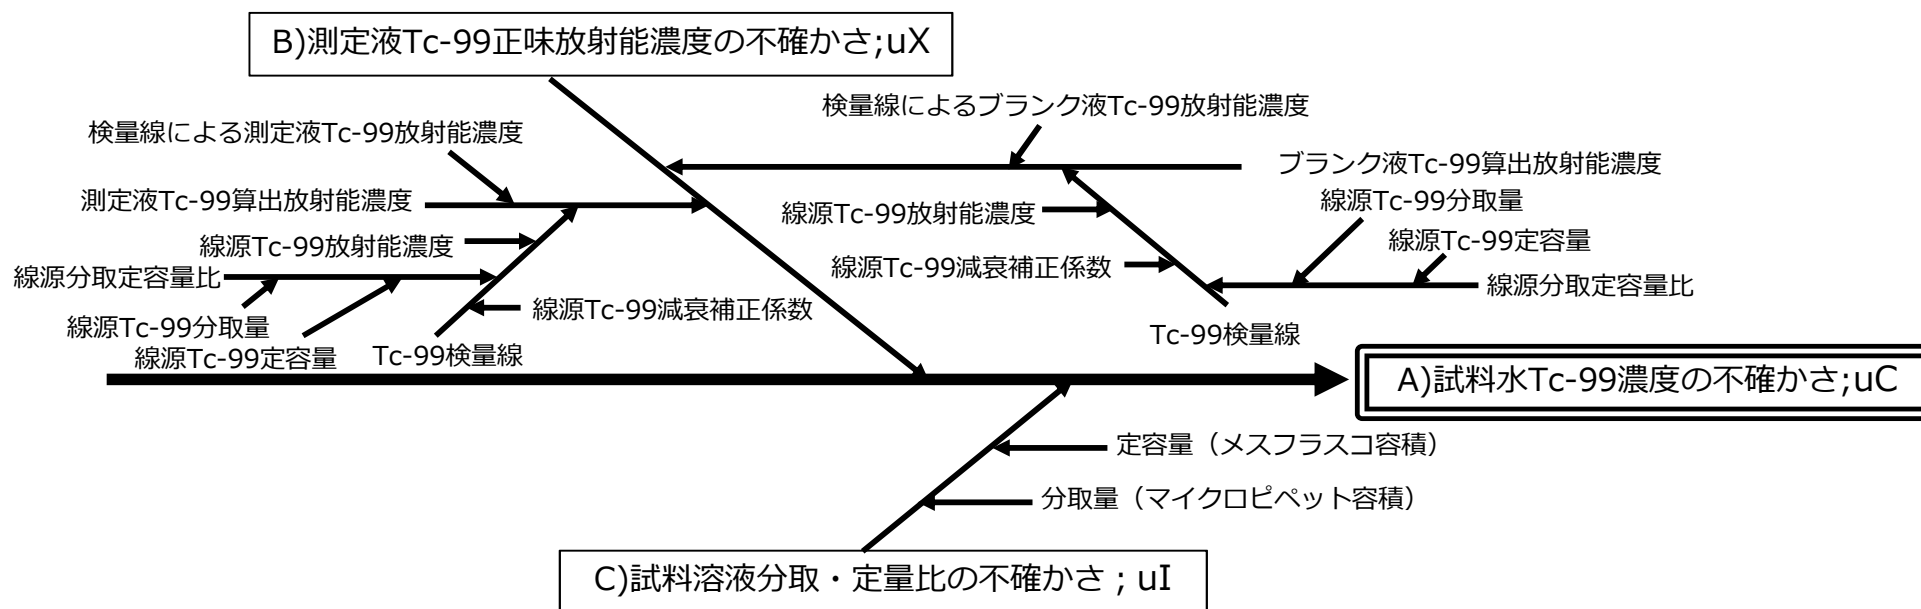 B)測定液Tc-99正味放射能濃度の不確かさ;uX
検量線によるブランク液Tc-99放射能濃度
検量線による測定液Tc-99放射能濃度
ブランク液Tc-99算出放射能濃度
測定液Tc-99算出放射能濃度
線源Tc-99放射能濃度
線源Tc-99分取量
線源Tc-99放射能濃度
線源Tc-99定容量
線源分取定容量比
線源Tc-99減衰補正係数
線源分取定容量比
線源Tc-99分取量
線源Tc-99減衰補正係数
線源Tc-99定容量
Tc-99検量線
Tc-99検量線
A)試料水Tc-99濃度の不確かさ;uC
定容量（メスフラスコ容積）
分取量（マイクロピペット容積）
C)試料溶液分取・定量比の不確かさ；uI